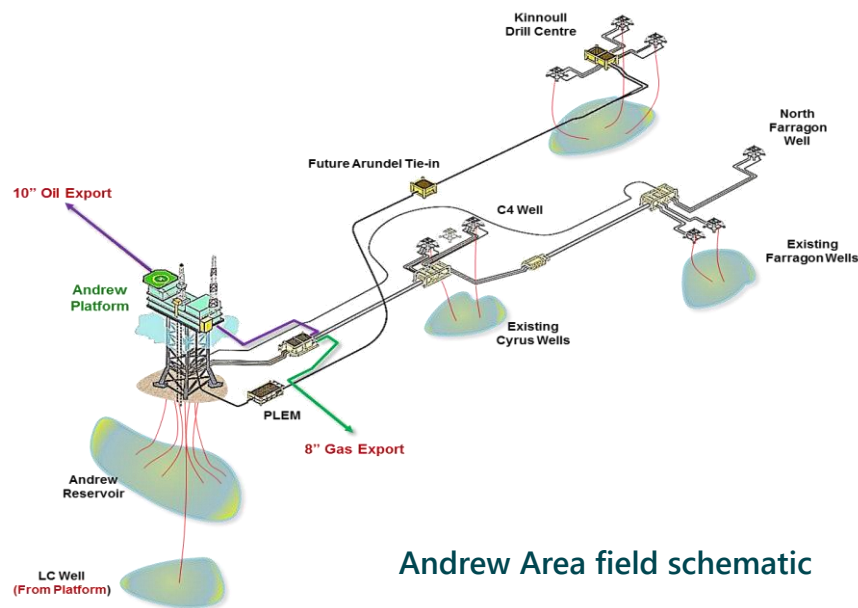 Kinnoull
Drill Centre
North
Farragon
Well
Future Arundel Tie-in
10” Oil Export
C4 Well
Andrew
Platform
Existing
Farragon Wells
Existing
Cyrus Wells
PLEM
8” Gas Export
Andrew
Reservoir
LC Well
(From Platform)
Andrew Area field schematic